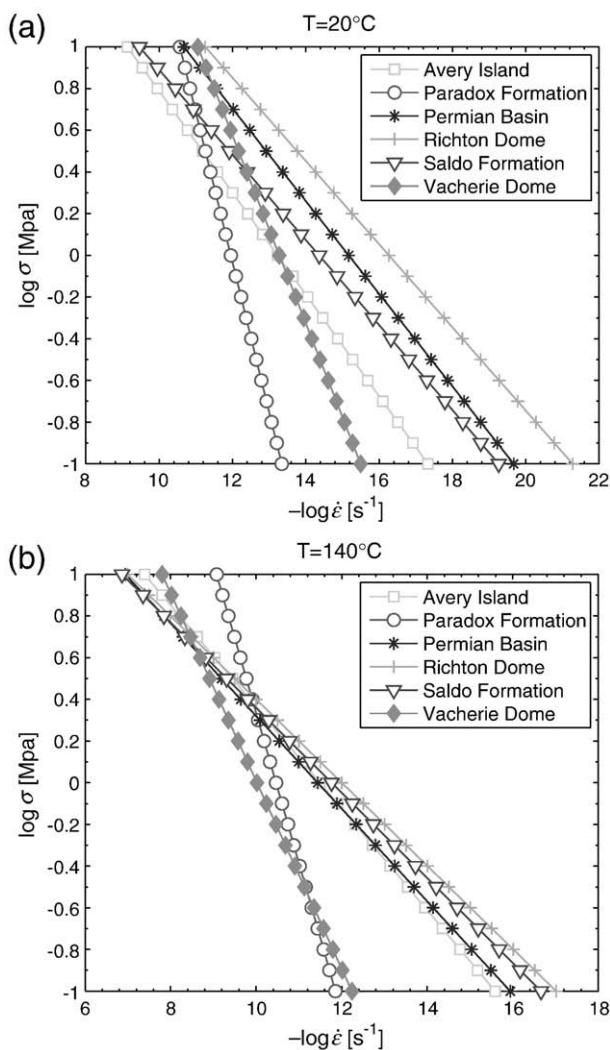 (a)
T=20°C
1
0.8
0.6
0.4
0.2
0
-0.2
-0.4
-0.6
-0.8
-1
log σ [Mpa]
Avery Island
Paradox Formation
Permian Basin
Richton Dome
Saldo Formation
Vacherie Dome
8 10 12 14 16 18 20 22
−log ε̇ [s⁻¹]
(b)
T=140°C
1
0.8
0.6
0.4
0.2
0
-0.2
-0.4
-0.6
-0.8
-1
log σ [Mpa]
Avery Island
Paradox Formation
Permian Basin
Richton Dome
Saldo Formation
Vacherie Dome
6 8 10 12 14 16 18
−log ε̇ [s⁻¹]